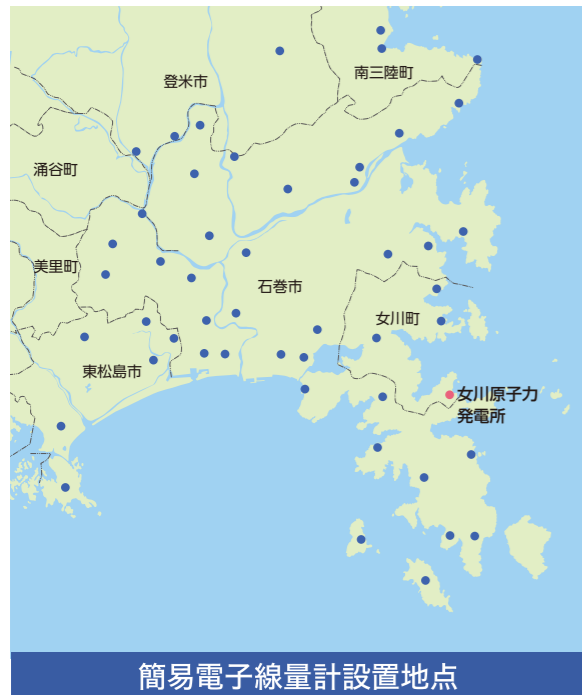 登米市
南三陸町
涌谷町
美里町
石巻市
女川町
東松島市
女川原子力
発電所
簡易電子線量計設置地点